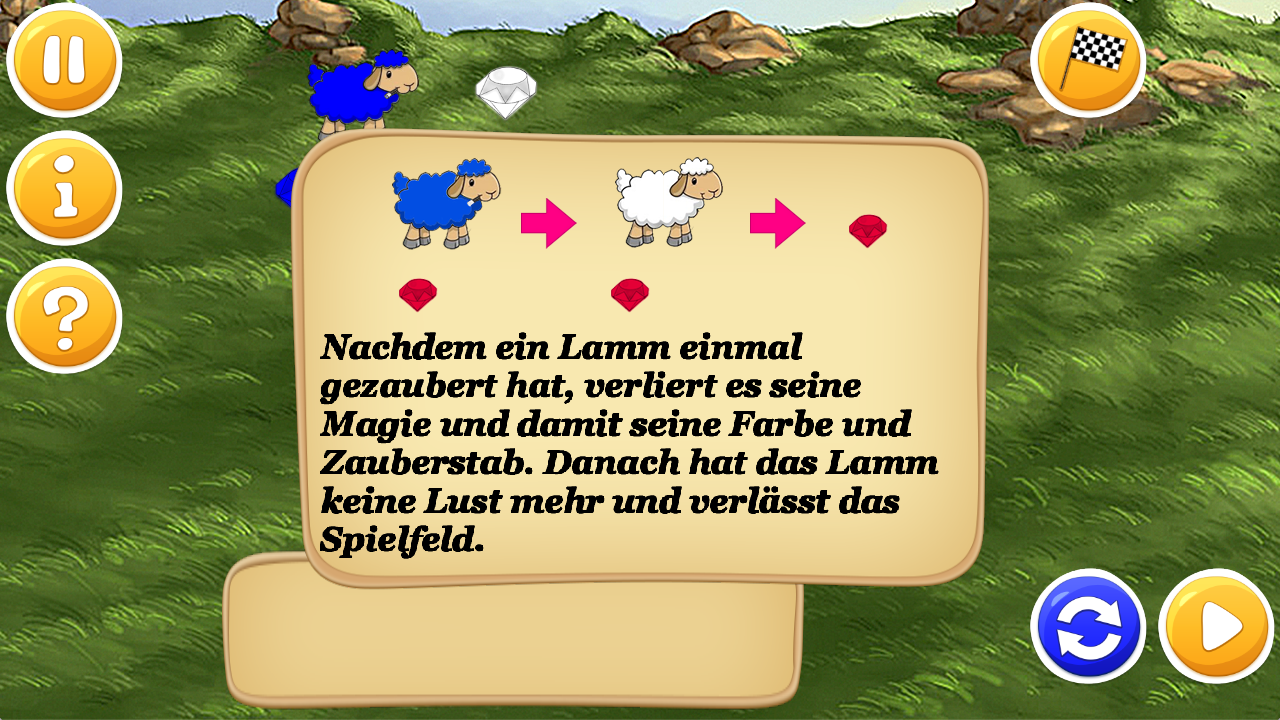 Nachdem ein Lamm einmal
gezaubert hat, verliert es seine
Magie und damit seine Farbe und
Zauberstab. Danach hat das Lamm
keine Lust mehr und verlässt das
Spielfeld.